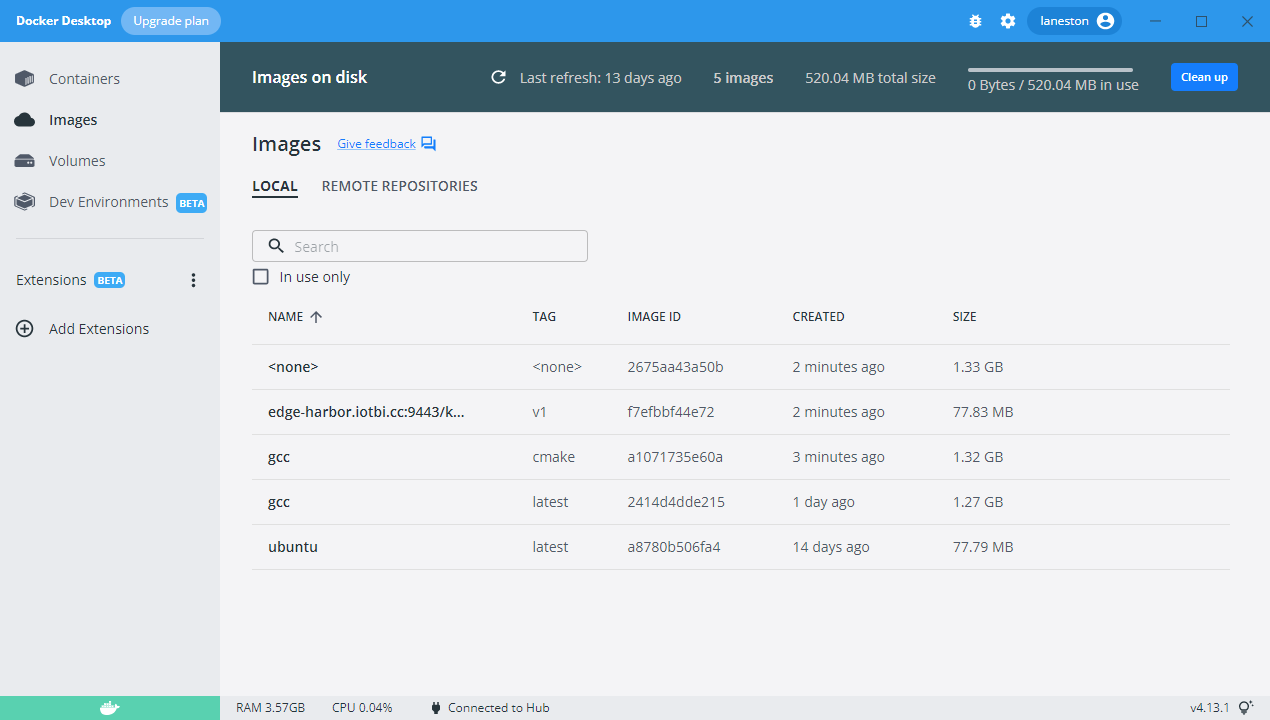 Docker Desktop Upgrade plan laneston
Containers
Images
Volumes
Dev Environments BETA
Extensions BETA
Add Extensions
Images on disk Last refresh: 13 days ago 5 images 520.04 MB total size 0 Bytes / 520.04 MB in use Clean up
Images Give feedback
LOCAL REMOTE REPOSITORIES
Search
In use only
NAME TAG IMAGE ID CREATED SIZE
<none> <none> 2675aa43a50b 2 minutes ago 1.33 GB
edge-harbor.iotbi.cc:9443/k... v1 f7efbbf44e72 2 minutes ago 77.83 MB
gcc cmake a1071735e60a 3 minutes ago 1.32 GB
gcc latest 2414d4dde215 1 day ago 1.27 GB
ubuntu latest a8780b506fa4 14 days ago 77.79 MB
RAM 3.57GB CPU 0.04% Connected to Hub v4.13.1